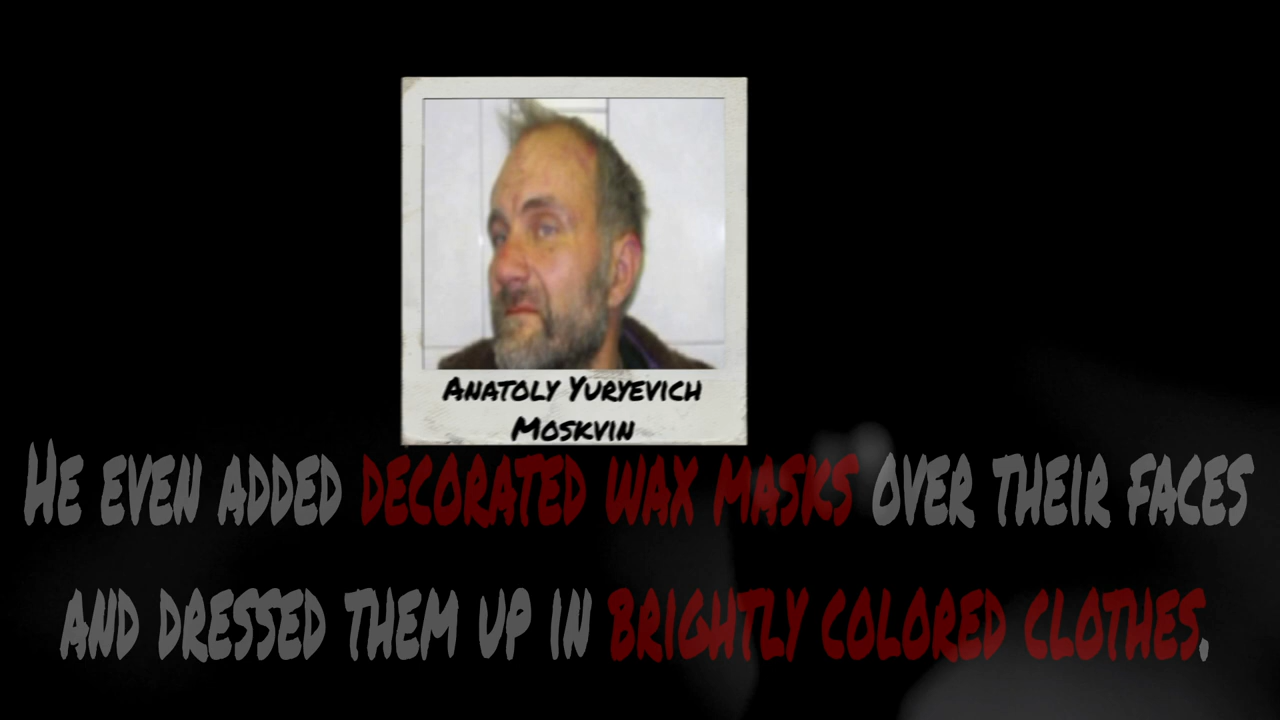 Anatoly Yuryevich
Moskvin
He even added decorated wax masks over their faces
and dressed them up in brightly colored clothes.